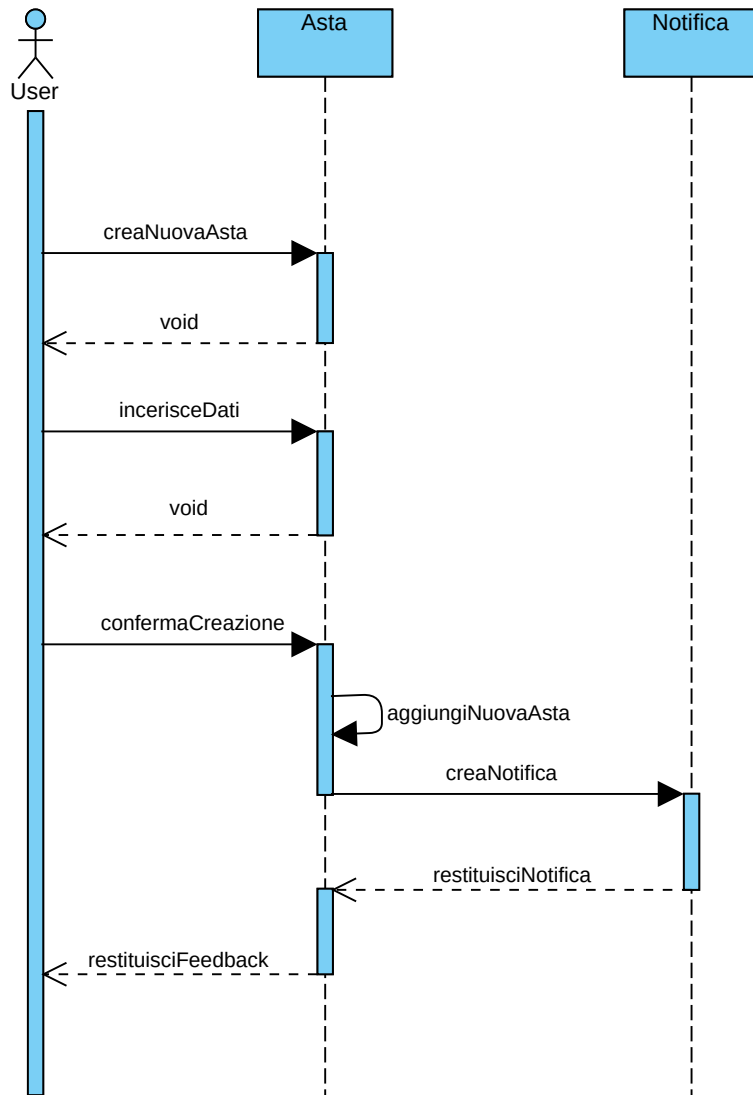 Asta
Notifica
User
creaNuovaAsta
void
incerisceDati
void
confermaCreazione
aggiungiNuovaAsta
creaNotifica
restituisciNotifica
restituisciFeedback